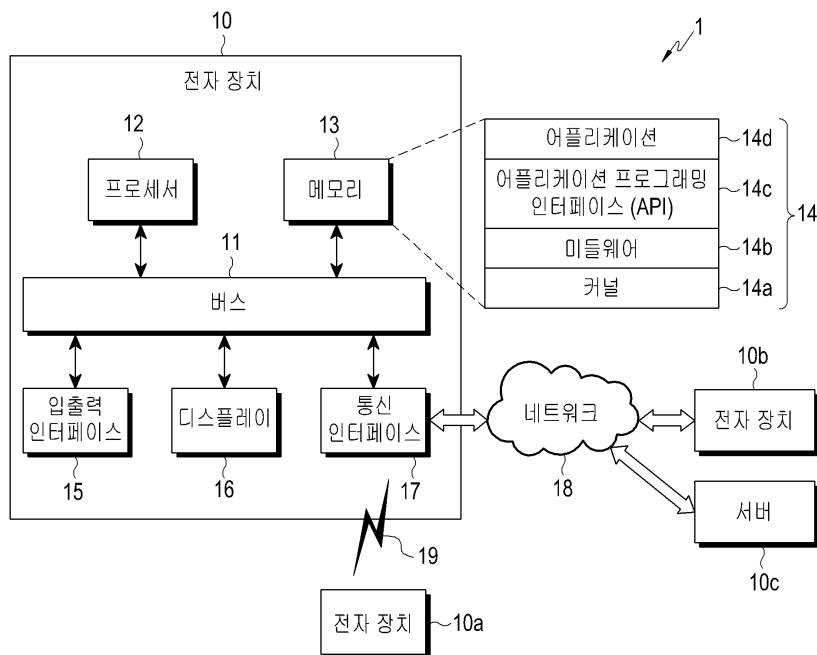 10
1
전자 장치
12
13
프로세서
메모리
어플리케이션
14d
어플리케이션 프로그래밍
인터페이스 (API)
14c
14
미들웨어
14b
커널
14a
11
버스
입출력
인터페이스
디스플레이
통신
인터페이스
15
16
17
네트워크
18
10b
전자 장치
서버
10c
19
전자 장치
10a